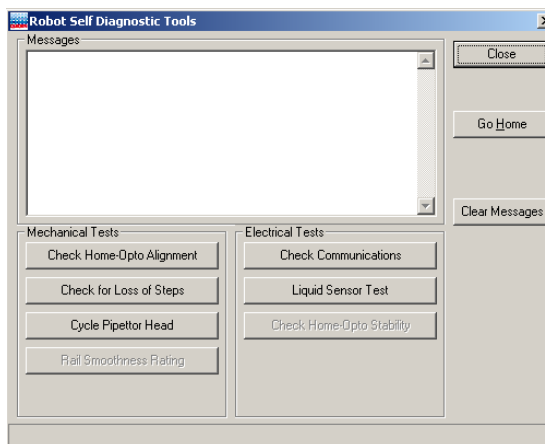 Robot Self Diagnostic Tools
Messages
Close
Go Home
Clear Messages
Mechanical Tests
Check Home-Opto Alignment
Check for Loss of Steps
Cycle Pipettor Head
Rail Smoothness Rating
Electrical Tests
Check Communications
Liquid Sensor Test
Check Home-Opto Stability